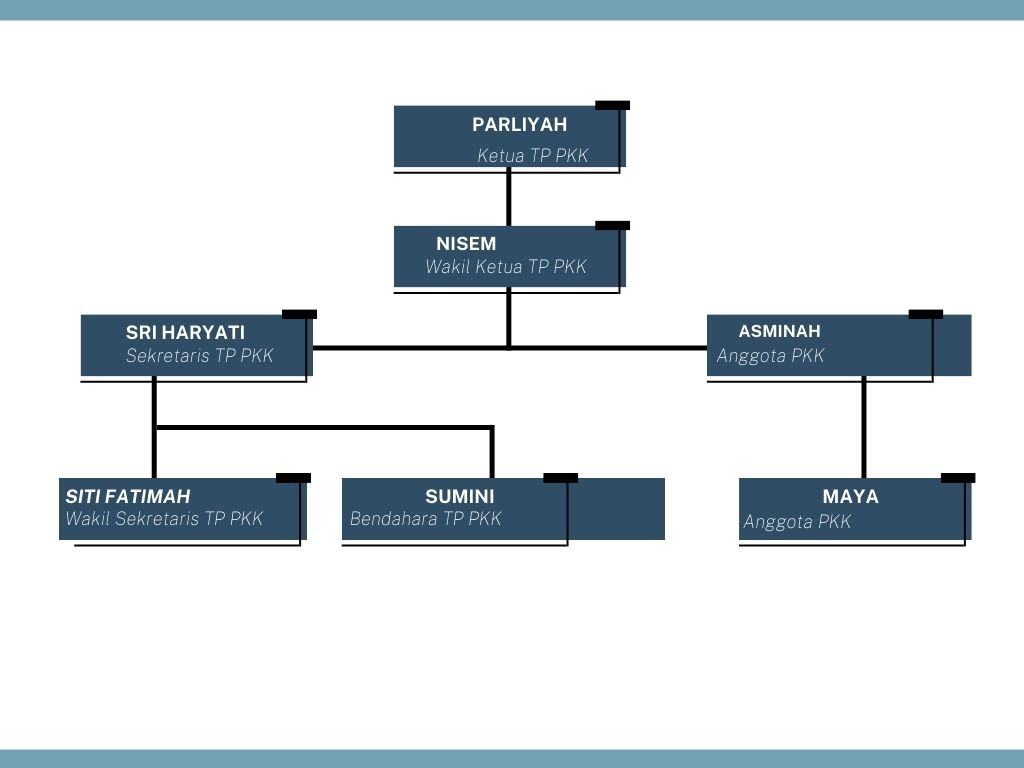 PARLIYAH
Ketua TP PKK
NISEM
Wakil Ketua TP PKK
SRI HARYATI
Sekretaris TP PKK
ASMINAH
Anggota PKK
SITI FATIMAH
Wakil Sekretaris TP PKK
SUMINI
Bendahara TP PKK
MAYA
Anggota PKK